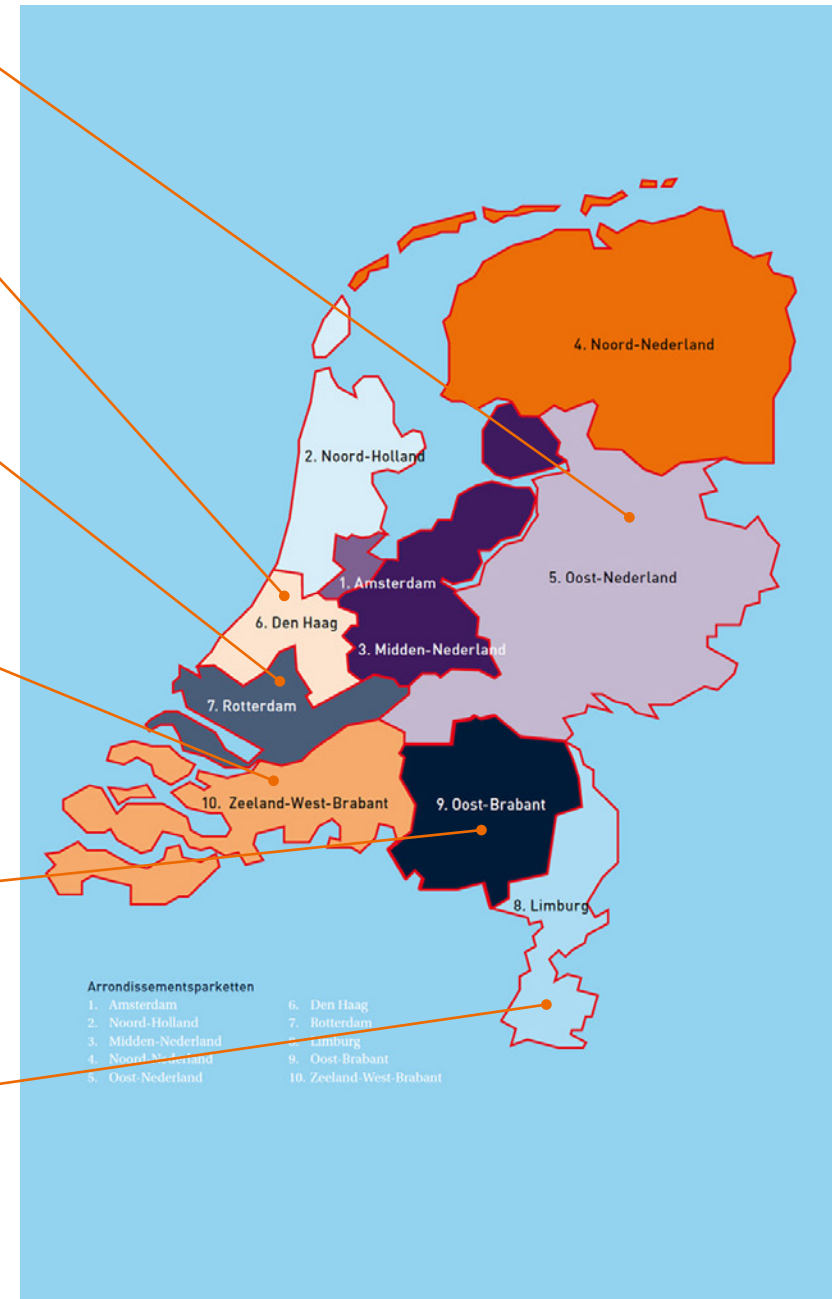 4. Noord-Nederland
2. Noord-Holland
1. Amsterdam
5. Oost-Nederland
6. Den Haag
3. Midden-Nederland
7. Rotterdam
10. Zeeland-West-Brabant
9. Oost-Brabant
8. Limburg
Arrondissementsparketten
1. Amsterdam
2. Noord-Holland
3. Midden-Nederland
4. Noord-Nederland
5. Oost-Nederland
6. Den Haag
7. Rotterdam
8. Limburg
9. Oost-Brabant
10. Zeeland-West-Brabant